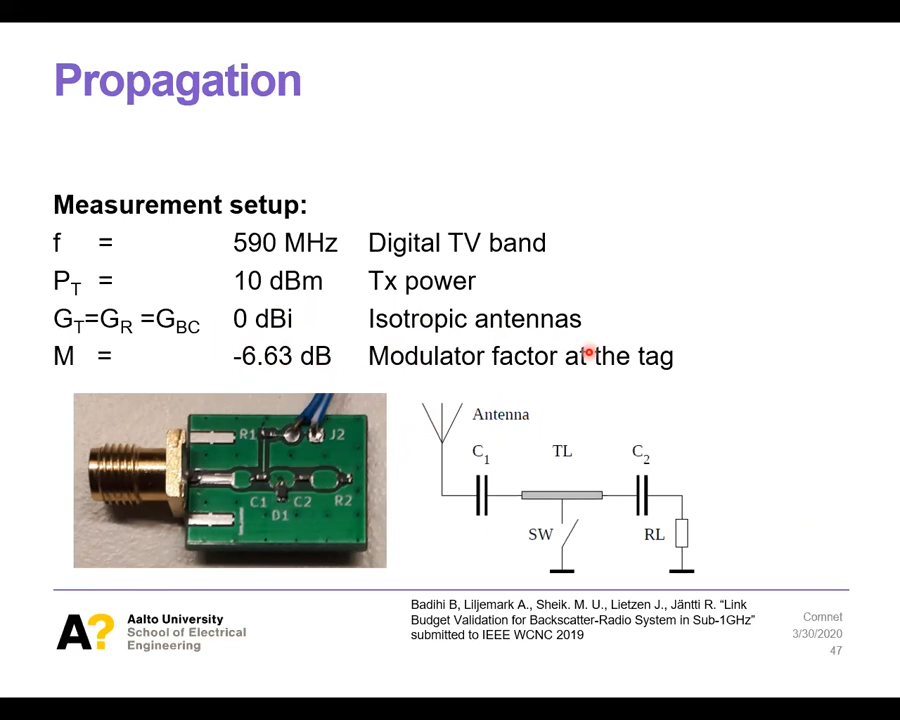 Propagation
Measurement setup:
f = 590 MHz Digital TV band
PT = 10 dBm Tx power
GT=GR =GBC 0 dBi Isotropic antennas
M = -6.63 dB Modulator factor at the tag
R1 J2
C1 C2 R2
D1
Antenna
C1 TL C2
SW RL
Badihi B, Liljemark A., Sheik. M. U., Lietzen J., Jäntti R. “Link
Budget Validation for Backscatter-Radio System in Sub-1GHz”
submitted to IEEE WCNC 2019
A?
Aalto University
School of Electrical
Engineering
Comnet
3/30/2020
47